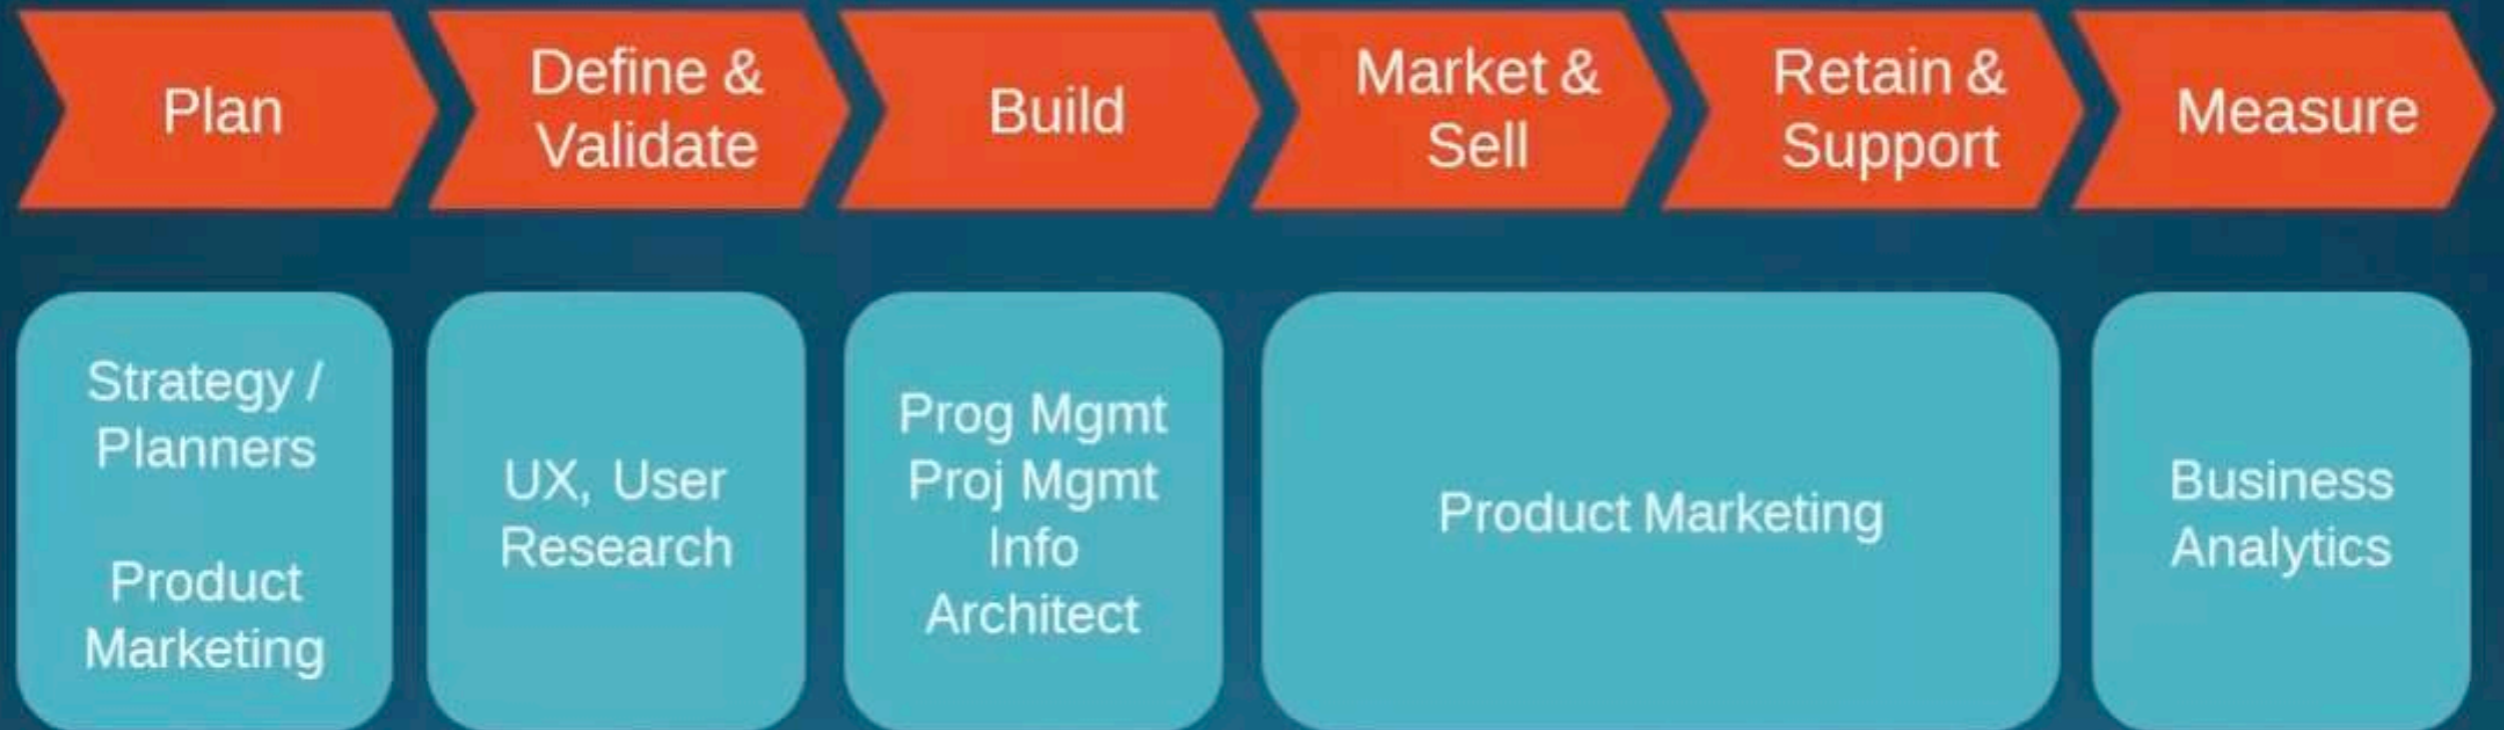 Plan
Define &
Validate
Build
Market &
Sell
Retain &
Support
Measure
Strategy /
Planners
Product
Marketing
UX, User
Research
Prog Mgmt
Proj Mgmt
Info
Architect
Product Marketing
Business
Analytics